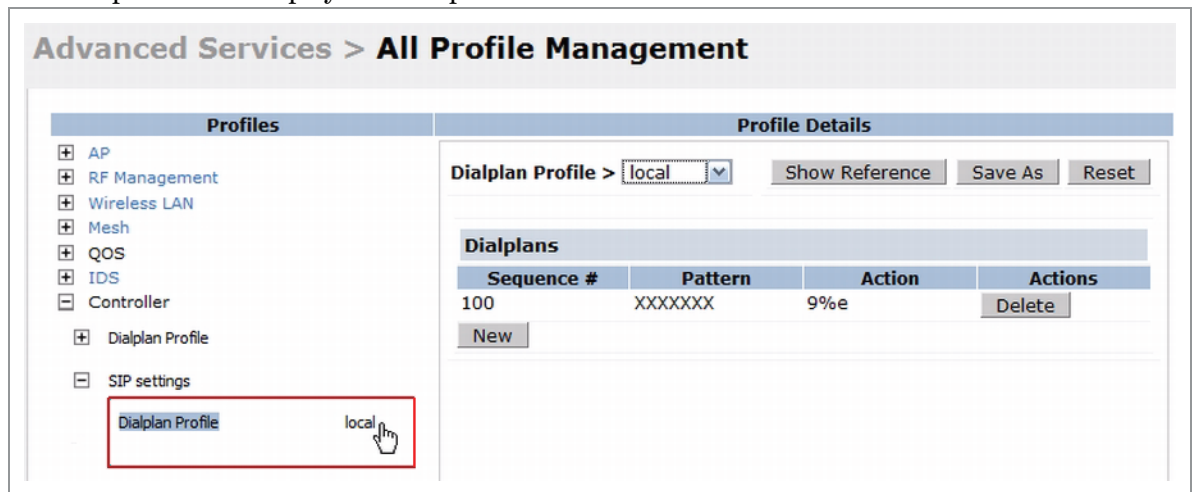 Advanced Services > All Profile Management
Profiles
AP
RF Management
Wireless LAN
Mesh
QOS
IDS
Controller
Dialplan Profile
SIP settings
Dialplan Profile local
Profile Details
Dialplan Profile > local Show Reference Save As Reset
Dialplans
Sequence # Pattern Action Actions
100 XXXXXXX 9%e Delete
New